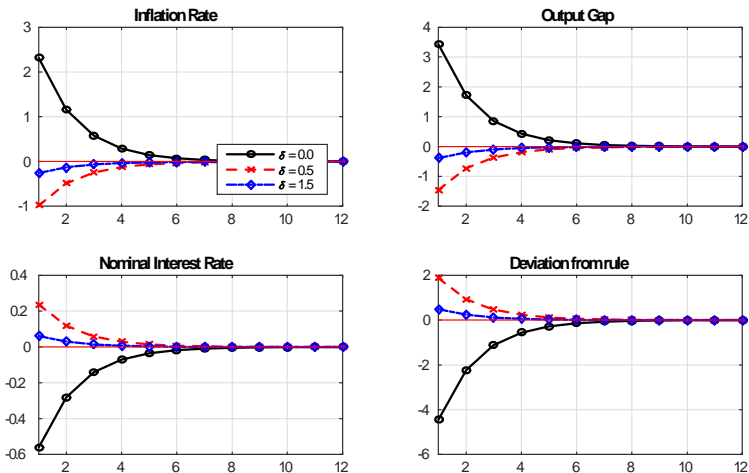 Inflation Rate
3
2
1
0
-1
2 4 6 8 10 12
δ = 0.0
δ = 0.5
δ = 1.5
Output Gap
4
3
2
1
0
-1
-2
2 4 6 8 10 12
Nominal Interest Rate
0.4
0.2
0
-0.2
-0.4
-0.6
2 4 6 8 10 12
Deviation from rule
2
0
-2
-4
-6
2 4 6 8 10 12